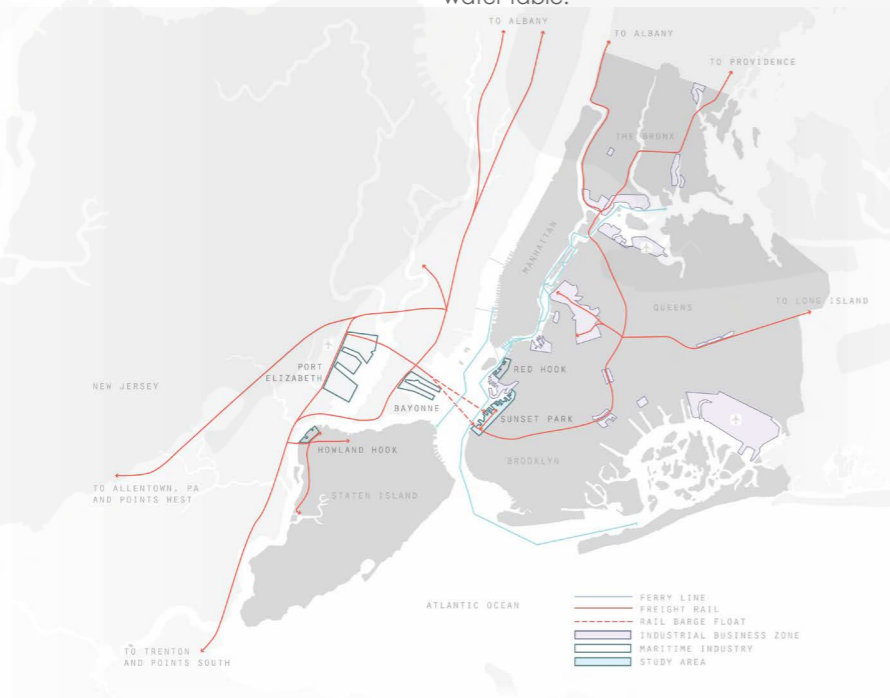 water table.
TO ALBANY
TO ALBANY
TO PROVIDENCE
THE BRONX
MANHATTAN
QUEENS
TO LONG ISLAND
PORT
ELIZABETH
RED HOOK
NEW JERSEY
BAYONNE
SUNSET PARK
HOWLAND HOOK
BROOKLYN
TO ALLENTOWN, PA
AND POINTS WEST
STATEN ISLAND
ATLANTIC OCEAN
TO TRENTON
AND POINTS SOUTH
FERRY LINE
FREIGHT RAIL
RAIL BARGE FLOAT
INDUSTRIAL BUSINESS ZONE
MARITIME INDUSTRY
STUDY AREA